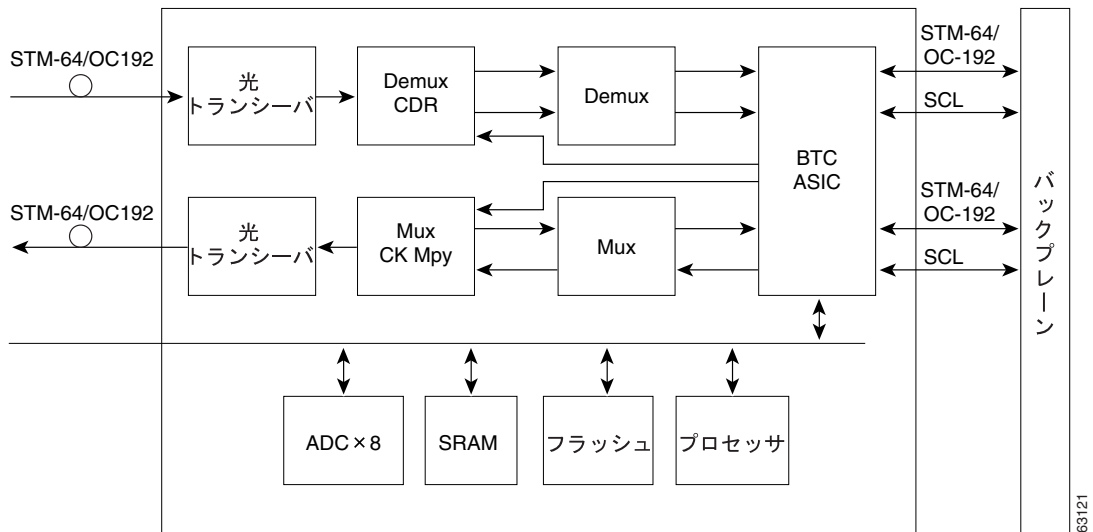 STM-64/OC192
光
トランシーバ
Demux
CDR
Demux
BTC
ASIC
STM-64/
OC-192
SCL
STM-64/OC192
光
トランシーバ
Mux
CK Mpy
Mux
STM-64/
OC-192
SCL
バックプレーン
ADC×8
SRAM
フラッシュ
プロセッサ
63121